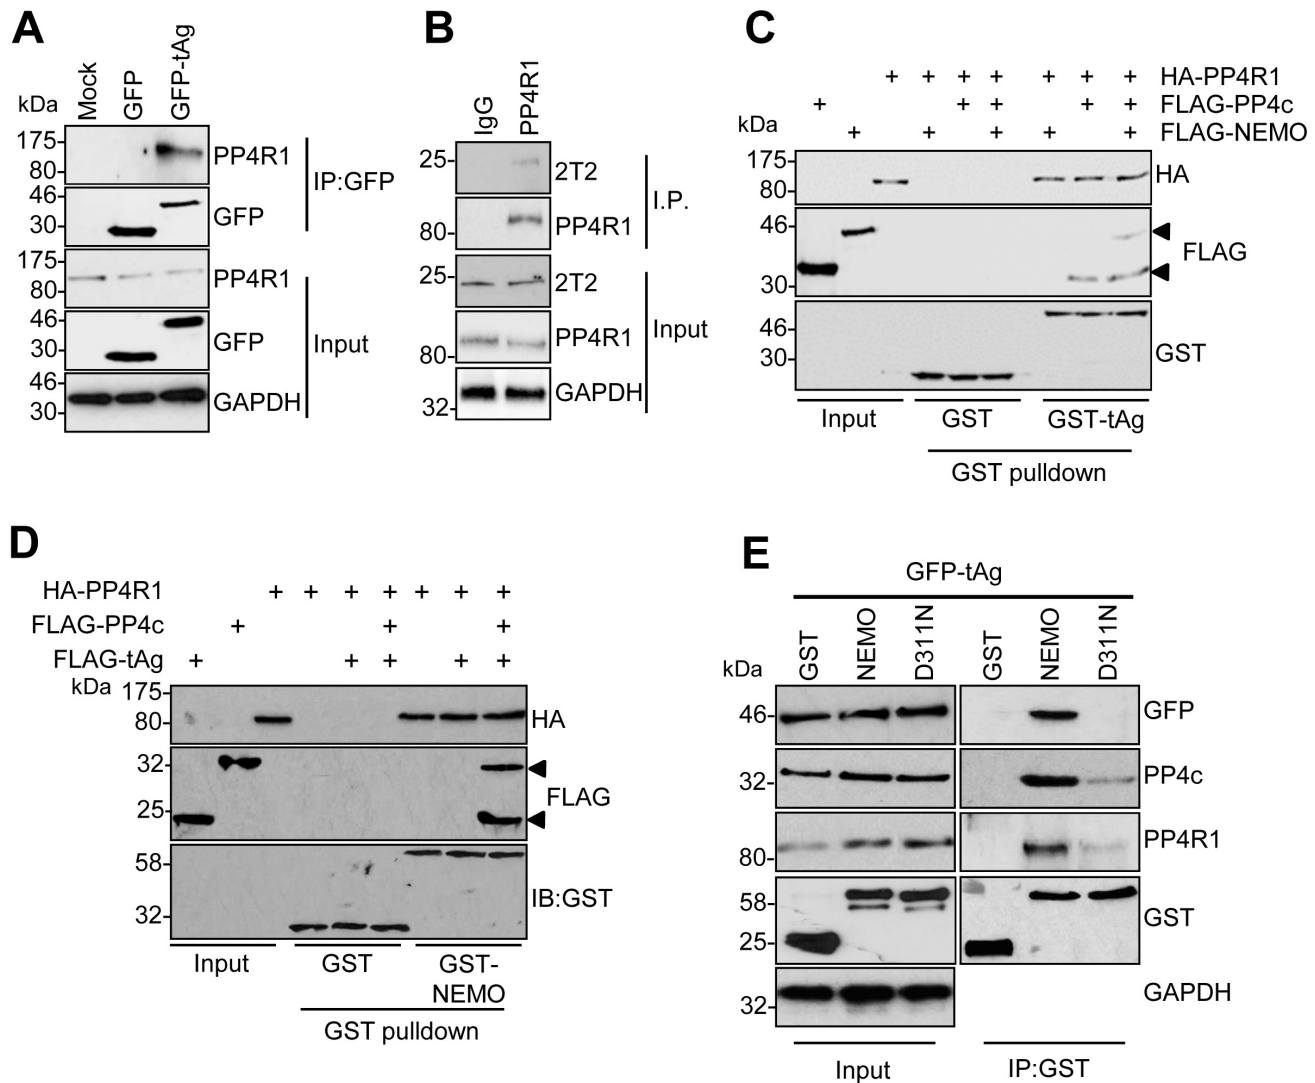 A
kDa
Mock
GFP
GFP-tAg
175-
80-
PP4R1
46-
30-
GFP
IP:GFP
175-
80-
PP4R1
46-
30-
GFP
46-
30-
GAPDH
Input
B
IgG
PP4R1
25-
2T2
80-
PP4R1
I.P.
25-
2T2
80-
PP4R1
32-
GAPDH
Input
C
+ + + + + + + HA-PP4R1
+ + + + + FLAG-PP4c
+ + + + + FLAG-NEMO
kDa
175-
80-
HA
46-
30-
FLAG
46-
30-
GST
Input GST GST-tAg
GST pulldown
D
HA-PP4R1 + + + + + + +
FLAG-PP4c + + +
FLAG-tAg + + + + +
kDa
175-
80-
HA
32-
25-
FLAG
58-
32-
IB:GST
Input GST GST-
NEMO
GST pulldown
E
GFP-tAg
kDa
GST NEMO D311N GST NEMO D311N
46-
GFP
32-
PP4c
80-
PP4R1
58-
25-
GST
32-
GAPDH
Input IP:GST